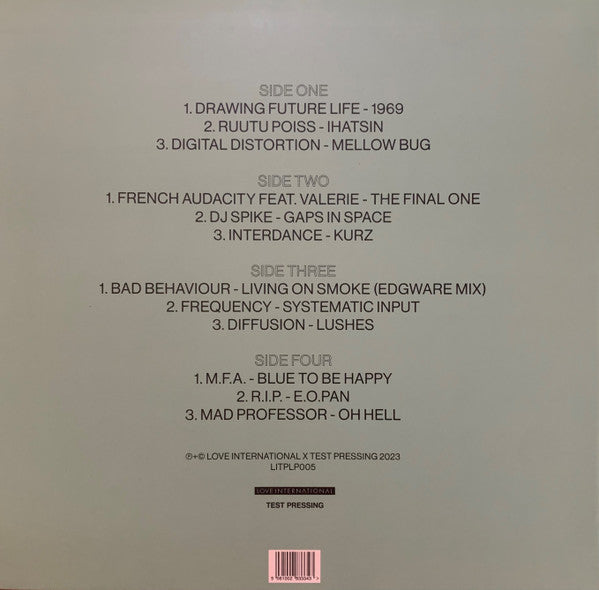 SIDE ONE
1. DRAWING FUTURE LIFE - 1969
2. RUUTU POISS - IHATSIN
3. DIGITAL DISTORTION - MELLOW BUG
SIDE TWO
1. FRENCH AUDACITY FEAT. VALERIE - THE FINAL ONE
2. DJ SPIKE - GAPS IN SPACE
3. INTERDANCE - KURZ
SIDE THREE
1. BAD BEHAVIOUR - LIVING ON SMOKE (EDGWARE MIX)
2. FREQUENCY - SYSTEMATIC INPUT
3. DIFFUSION - LUSHES
SIDE FOUR
1. M.F.A. - BLUE TO BE HAPPY
2. R.I.P. - E.O.PAN
3. MAD PROFESSOR - OH HELL
℗+© LOVE INTERNATIONAL X TEST PRESSING 2023
LITPLP005
LOVE INTERNATIONAL
TEST PRESSING